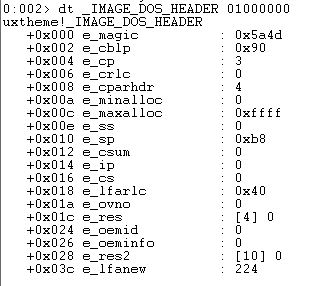 0:002> dt _IMAGE_DOS_HEADER 01000000
uxtheme!_IMAGE_DOS_HEADER
+0x000 e_magic : 0x5a4d
+0x002 e_cblp : 0x90
+0x004 e_cp : 3
+0x006 e_crlc : 0
+0x008 e_cparhdr : 4
+0x00a e_minalloc : 0
+0x00c e_maxalloc : 0xffff
+0x00e e_ss : 0
+0x010 e_sp : 0xb8
+0x012 e_csum : 0
+0x014 e_ip : 0
+0x016 e_cs : 0
+0x018 e_lfarlc : 0x40
+0x01a e_ovno : 0
+0x01c e_res : [4] 0
+0x024 e_oemid : 0
+0x026 e_oeminfo : 0
+0x028 e_res2 : [10] 0
+0x03c e_lfanew : 224